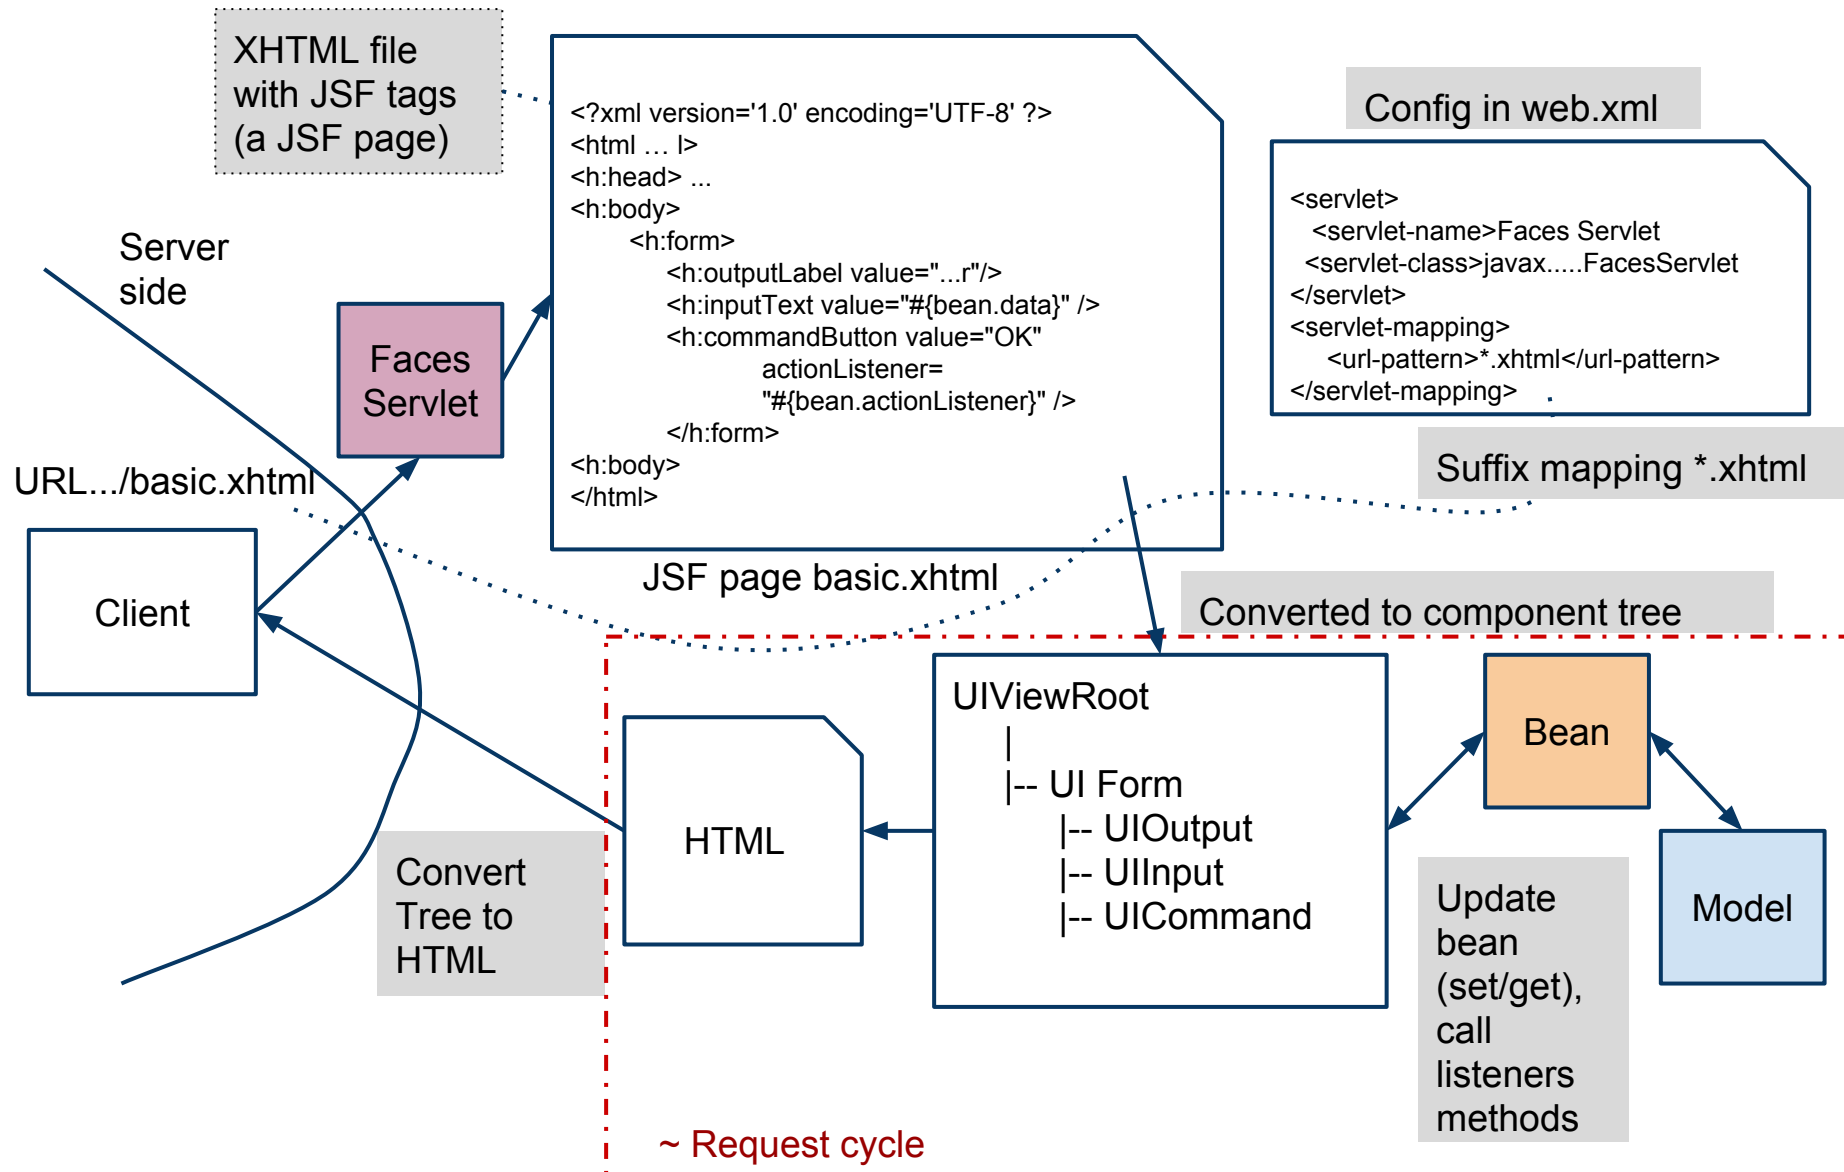 XHTML file
with JSF tags
(a JSF page)
<?xml version='1.0' encoding='UTF-8' ?>
<html … l>
<h:head> ...
<h:body>
<h:form>
<h:outputLabel value="...r"/>
<h:inputText value="#{bean.data}" />
<h:commandButton value="OK"
actionListener=
"#{bean.actionListener}" />
</h:form>
<h:body>
</html>
Config in web.xml
<servlet>
<servlet-name>Faces Servlet
<servlet-class>javax.....FacesServlet
</servlet>
<servlet-mapping>
<url-pattern>*.xhtml</url-pattern>
</servlet-mapping>
Suffix mapping *.xhtml
Server
side
Faces
Servlet
URL.../basic.xhtml
Client
JSF page basic.xhtml
Converted to component tree
UIViewRoot
|
|-- UI Form
|-- UIOutput
|-- UIInput
|-- UICommand
Bean
Model
HTML
Convert
Tree to
HTML
Update
bean
(set/get),
call
listeners
methods
~ Request cycle